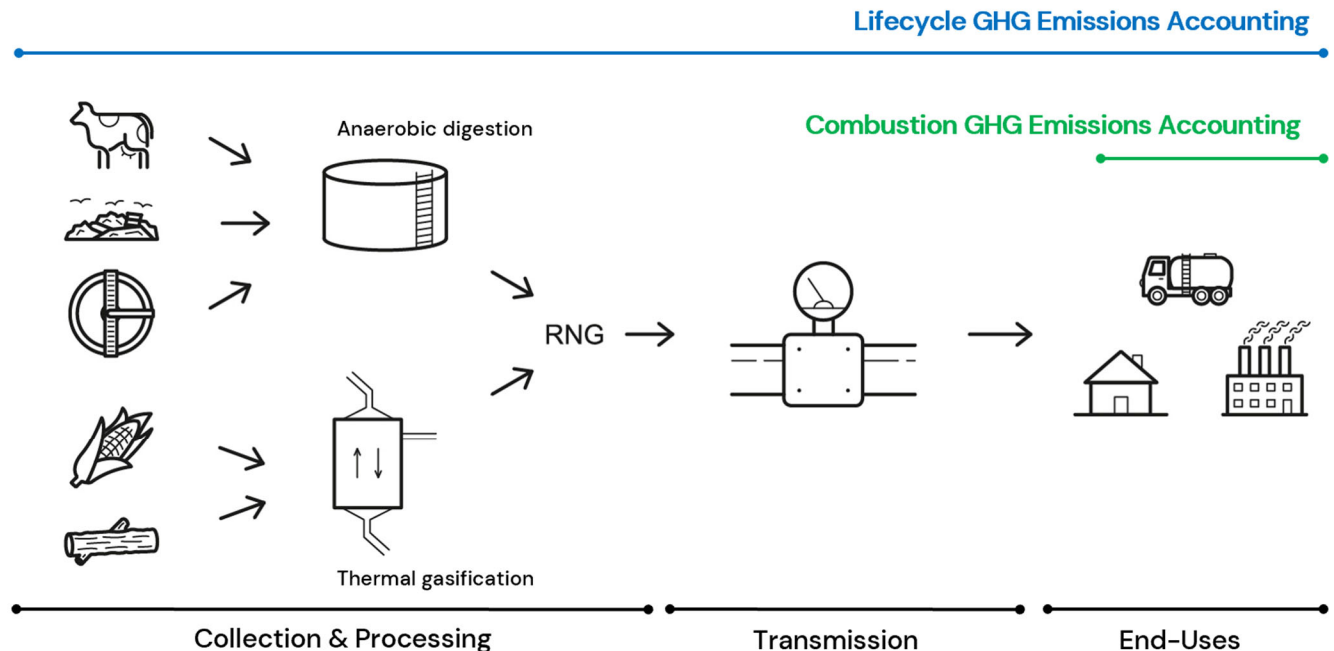 Lifecycle GHG Emissions Accounting
Combustion GHG Emissions Accounting
Anaerobic digestion
RNG
Thermal gasification
Collection & Processing
Transmission
End-Uses